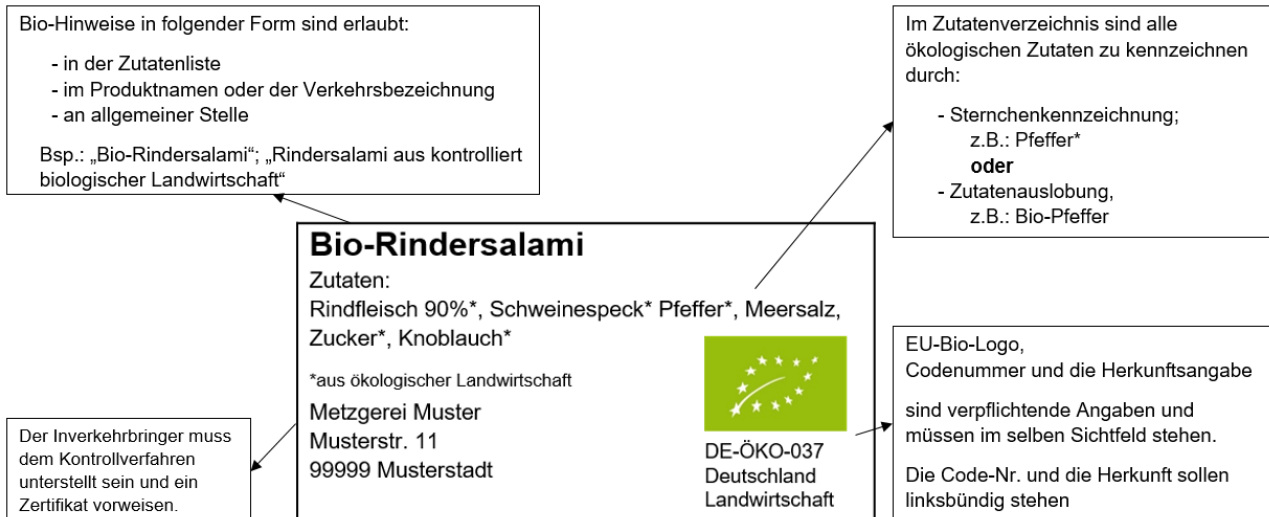 Bio-Hinweise in folgender Form sind erlaubt:
- in der Zutatenliste
- im Produktnamen oder der Verkehrsbezeichnung
- an allgemeiner Stelle
Bsp.: „Bio-Rindersalami“; „Rindersalami aus kontrolliert
biologischer Landwirtschaft“
Im Zutatenverzeichnis sind alle
ökologischen Zutaten zu kennzeichnen
durch:
- Sternchenkennzeichnung;
z.B.: Pfeffer*
oder
- Zutatenauslobung,
z.B.: Bio-Pfeffer
Bio-Rindersalami
Zutaten:
Rindfleisch 90%*, Schweinespeck* Pfeffer*, Meersalz,
Zucker*, Knoblauch*
*aus ökologischer Landwirtschaft
Metzgerei Muster
Musterstr. 11
99999 Musterstadt
DE-ÖKO-037
Deutschland
Landwirtschaft
Der Inverkehrbringer muss
dem Kontrollverfahren
unterstellt sein und ein
Zertifikat vorweisen.
EU-Bio-Logo,
Codenummer und die Herkunftsangabe
sind verpflichtende Angaben und
müssen im selben Sichtfeld stehen.
Die Code-Nr. und die Herkunft sollen
linksbündig stehen